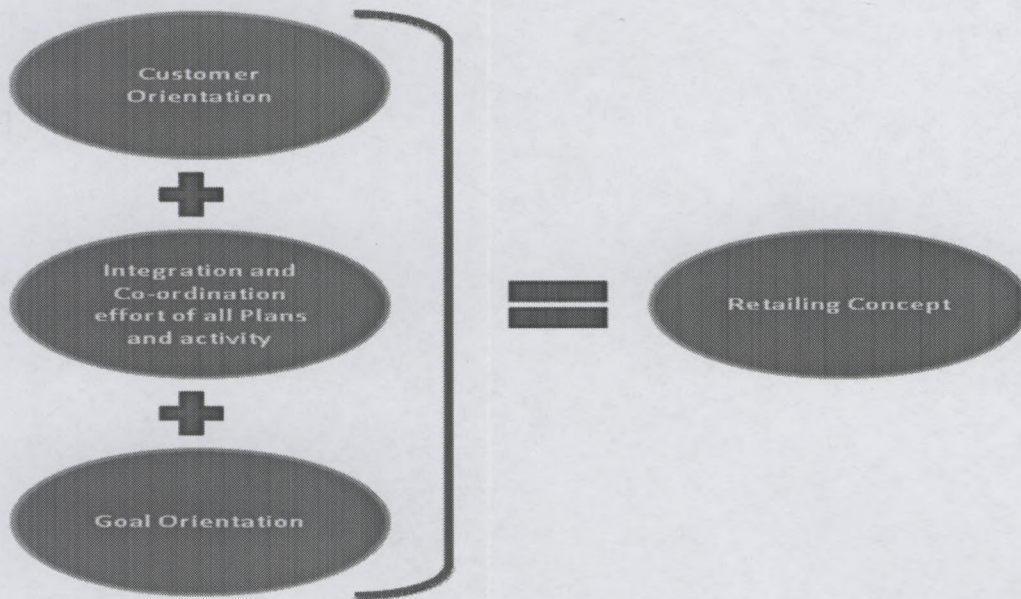 Customer
Orientation
Integration and
Co-ordination
effort of all Plans
and activity
Goal Orientation
Retailing Concept